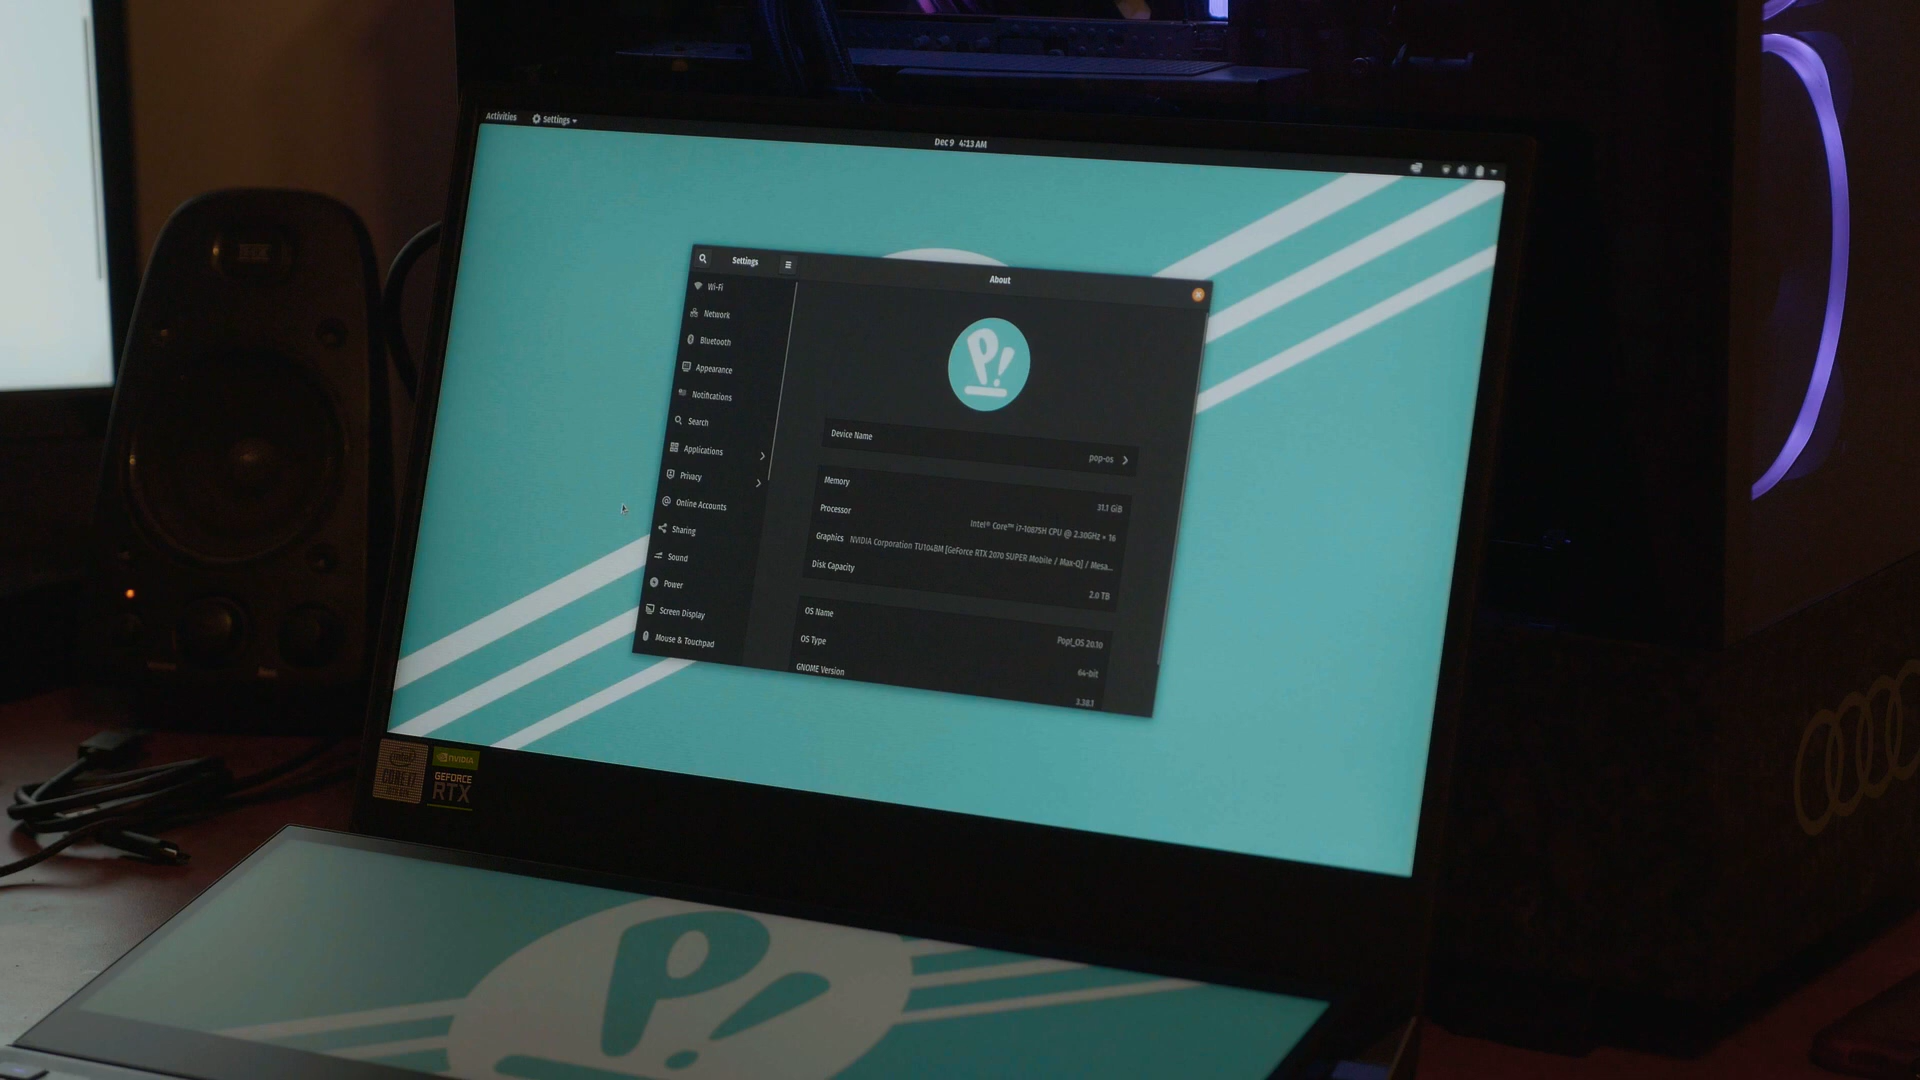 Activities Settings
Dec 9 4:13 AM
Settings
About
Wi-Fi
Network
Bluetooth
Appearance
Notifications
Search
Applications
Privacy
Online Accounts
Sharing
Sound
Power
Screen Display
Mouse & Touchpad
P!
Device Name
pop-os
Memory
31.1 GiB
Processor
Intel® Core™ i7-10875H CPU @ 2.30GHz × 16
Graphics NVIDIA Corporation TU104BM [GeForce RTX 2070 SUPER Mobile / Max-Q] / Mesa...
Disk Capacity
2.0 TB
OS Name
Pop!_OS 20.10
OS Type
64-bit
GNOME Version
3.38.1
intel
CORE i7
NVIDIA
GEFORCE
RTX
P!